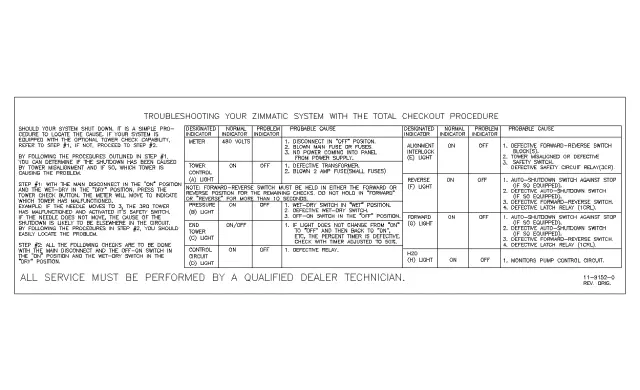 TROUBLESHOOTING YOUR ZIMMATIC SYSTEM WITH THE TOTAL CHECKOUT PROCEDURE
SHOULD YOUR SYSTEM SHUT DOWN, IT IS A SIMPLE PRO-
CEDURE TO LOCATE THE CAUSE. IF YOUR SYSTEM IS
EQUIPPED WITH THE OPTIONAL TOWER CHECK CAPABILITY,
REFER TO STEP #1, IF NOT, PROCEED TO STEP #2.
BY FOLLOWING THE PROCEDURES OUTLINED IN STEP #1,
YOU CAN DETERMINE IF THE SHUTDOWN HAS BEEN CAUSED
BY TOWER MISALIGNMENT AND IF SO, WHICH TOWER IS
CAUSING THE PROBLEM.
STEP #1 WITH THE MAIN DISCONNECT IN THE "ON" POSITION
AND THE WET-DRY IN THE "DRY" POSITION, PRESS THE
TOWER CHECK BUTTON. THE METER WILL MOVE TO INDICATE
WHICH TOWER HAS MALFUNCTIONED.
EXAMPLE IF THE NEEDLE MOVES TO 3, THE 3RD TOWER
HAS MALFUNCTIONED AND ACTIVATED IT'S SAFETY SWITCH.
IF THE NEEDLE DOES NOT MOVE, THE CAUSE OF THE
SHUTDOWN IS LIKELY TO BE ELSEWHERE IN THE CIRCUIT.
BY FOLLOWING THE PROCEDURES IN STEP #2, YOU SHOULD
EASILY LOCATE THE PROBLEM.
STEP #2 ALL THE FOLLOWING CHECKS ARE TO BE DONE
WITH THE MAIN DISCONNECT AND THE OFF-ON SWITCH IN
THE "ON" POSITION AND THE WET-DRY SWITCH IN THE
"DRY" POSITION.
DESIGNATED INDICATOR NORMAL INDICATOR PROBLEM INDICATOR PROBABLE CAUSE
METER 480 VOLTS
1. DISCONNECT IN "OFF" POSITON.
2. BLOWN MAIN FUSE OR FUSES.
3. NO POWER COMING INTO PANEL
FROM POWER SUPPLY.
TOWER CONTROL (A) LIGHT ON OFF
1. DEFECTIVE TRANSFORMER.
2. BLOWN 2 AMP FUSE(SMALL FUSES)
NOTE: FORWARD-REVERSE SWITCH MUST BE HELD IN EITHER THE FORWARD OR
REVERSE POSITION FOR THE REMAINING CHECKS. DO NOT HOLD IN "FORWARD"
OR "REVERSE" FOR MORE THAN 10 SECONDS.
PRESSURE SWITCH (B) LIGHT ON OFF
1. WET-DRY SWITCH IN "WET" POSITION.
2. DEFECTIVE WET-DRY SWITCH.
3. OFF-ON SWITCH IN THE "OFF" POSITION.
END TOWER (C) LIGHT ON/OFF
1. IF LIGHT DOES NOT CHANGE FROM "ON"
TO "OFF" AND THEN BACK TO "ON",
ETC, THE PERCENT TIMER IS DEFECTIVE.
CHECK WITH TIMER ADJUSTED TO 50%.
CONTROL CIRCUIT (D) LIGHT ON OFF
1. DEFECTIVE RELAY.
DESIGNATED INDICATOR NORMAL INDICATOR PROBLEM INDICATOR PROBABLE CAUSE
ALIGNMENT INTERLOCK (E) LIGHT ON OFF
1. DEFECTIVE FORWARD-REVERSE SWITCH
BLOCK(S).
2. TOWER MISALIGNED OR DEFECTIVE
3. SAFETY SWITCH.
DEFECTIVE SAFETY CIRCUIT RELAY(3CR)
REVERSE (F) LIGHT ON OFF
1. AUTO-SHUTDOWN SWITCH AGAINST STOP
(IF SO EQUIPPED).
2. DEFECTIVE AUTO-SHUTDOWN SWITCH
(IF SO EQUIPPED).
3. DEFECTIVE FORWARD-REVERSE SWITCH.
4. DEFECTIVE LATCH RELAY (1CRL).
FORWARD (G) LIGHT ON OFF
1. AUTO-SHUTDOWN SWITCH AGAINST STOP
(IF SO EQUIPPED).
2. DEFECTIVE AUTO-SHUTDOWN SWITCH
(IF SO EQUIPPED).
3. DEFECTIVE FORWARD-REVERSE SWITCH.
4. DEFECTIVE LATCH RELAY (1CRL).
H2O (H) LIGHT ON OFF
1. MONITORS PUMP CONTROL CIRCUIT.
ALL SERVICE MUST BE PERFORMED BY A QUALIFIED DEALER TECHNICIAN.
11-9152-0
REV. ORIG.